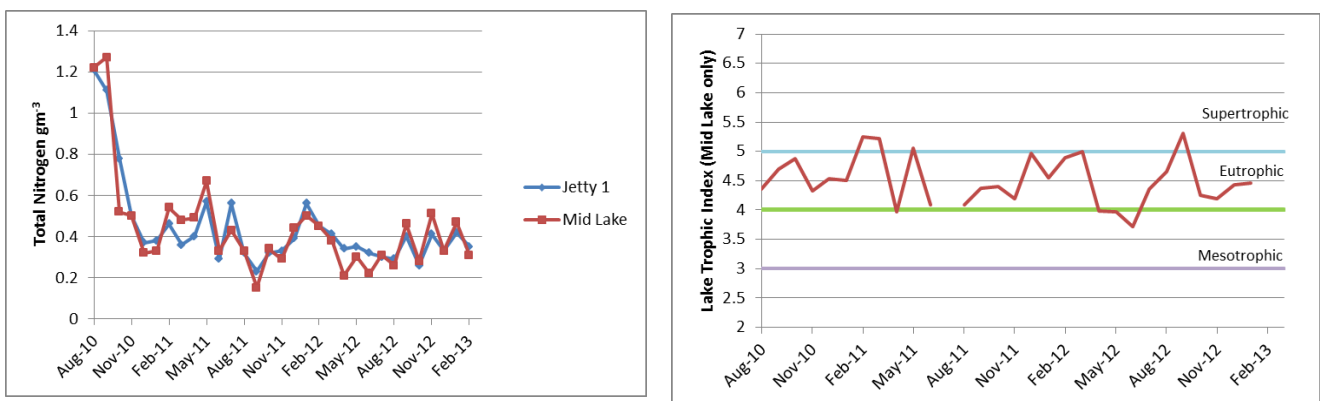 Total Nitrogen gm-3
1.4
1.2
1
0.8
0.6
0.4
0.2
0
Aug-10
Nov-10
Feb-11
May-11
Aug-11
Nov-11
Feb-12
May-12
Aug-12
Nov-12
Feb-13
Jetty 1
Mid Lake
Lake Trophic Index (Mid Lake only)
7
6.5
6
5.5
5
4.5
4
3.5
3
2.5
2
Supertrophic
Eutrophic
Mesotrophic
Aug-10
Nov-10
Feb-11
May-11
Aug-11
Nov-11
Feb-12
May-12
Aug-12
Nov-12
Feb-13